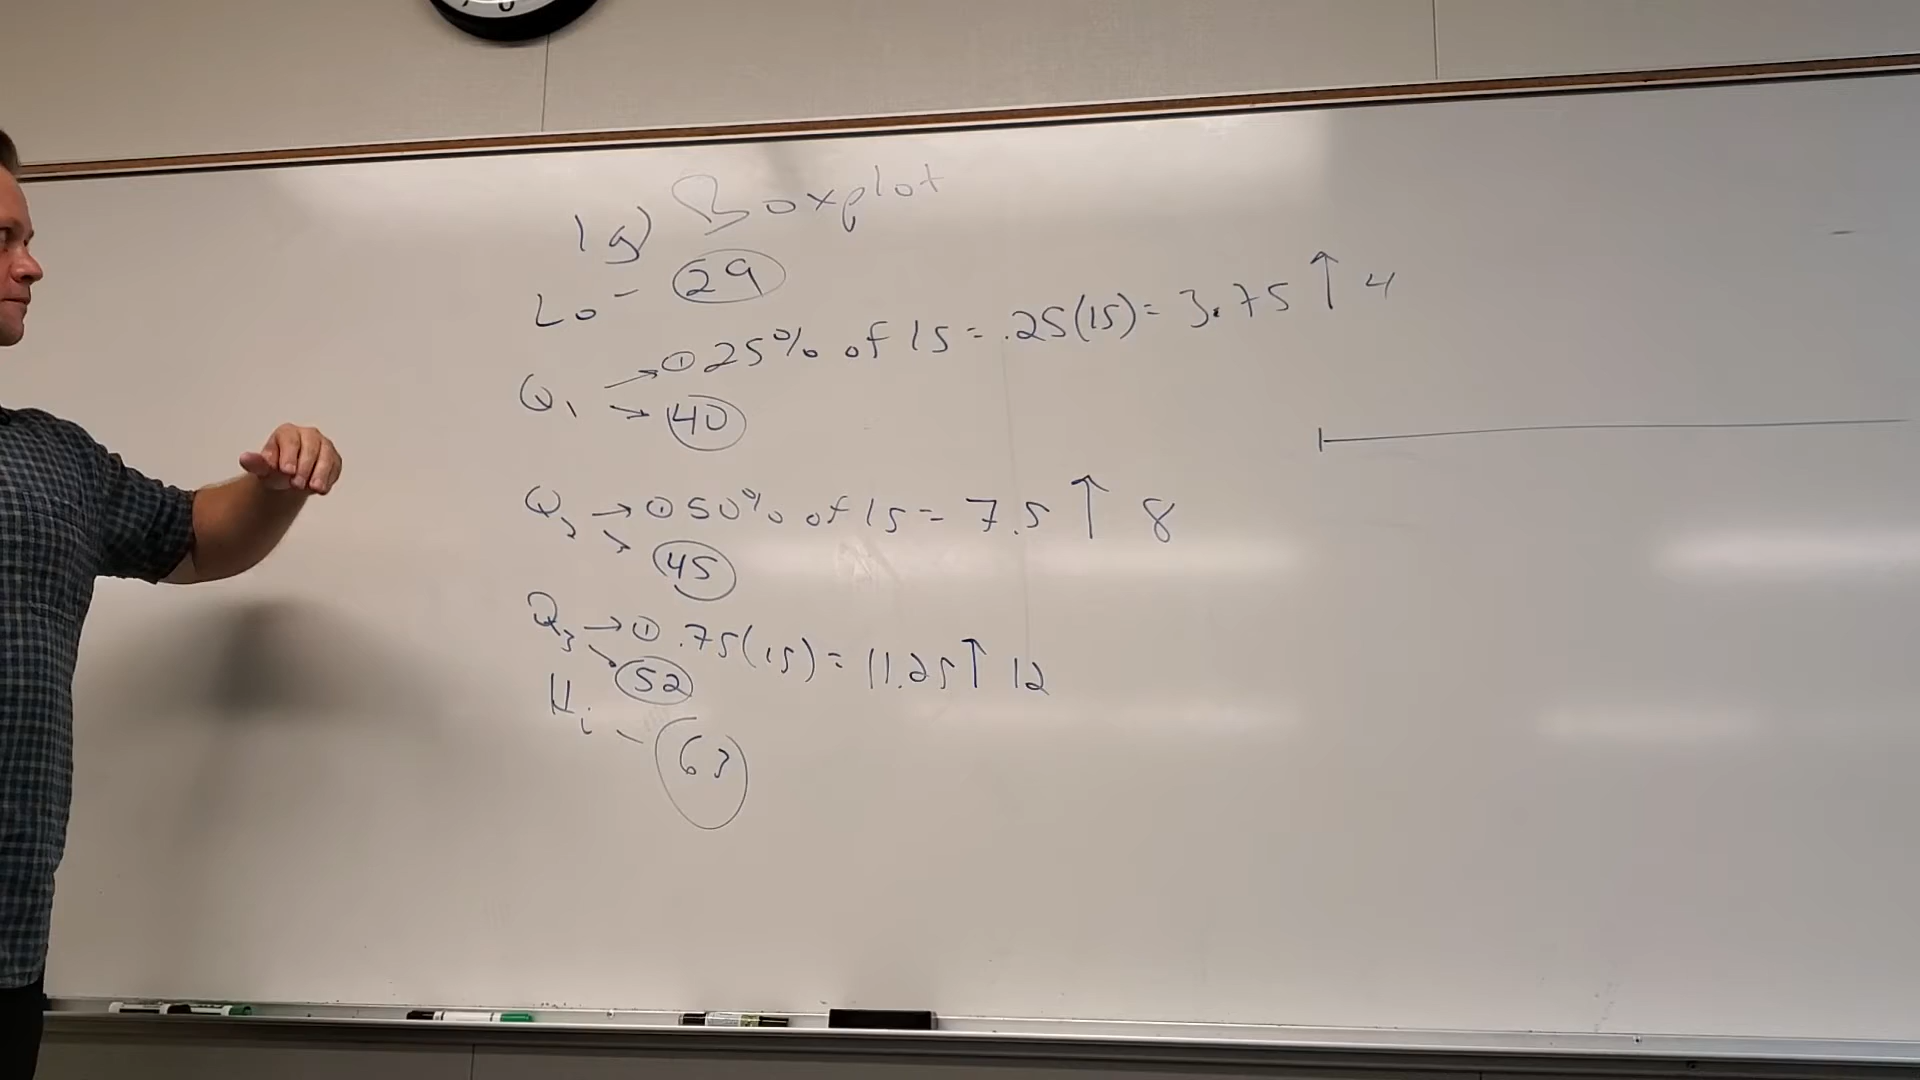 1g) Boxplot
Lo - 29
Q1 → ① 25% of 15 = .25(15) = 3.75 ↑ 4
→ 40
Q2 → ① 50% of 15 = 7.5 ↑ 8
→ 45
Q3 → ① .75(15) = 11.25 ↑ 12
→ 52
Hi - 63